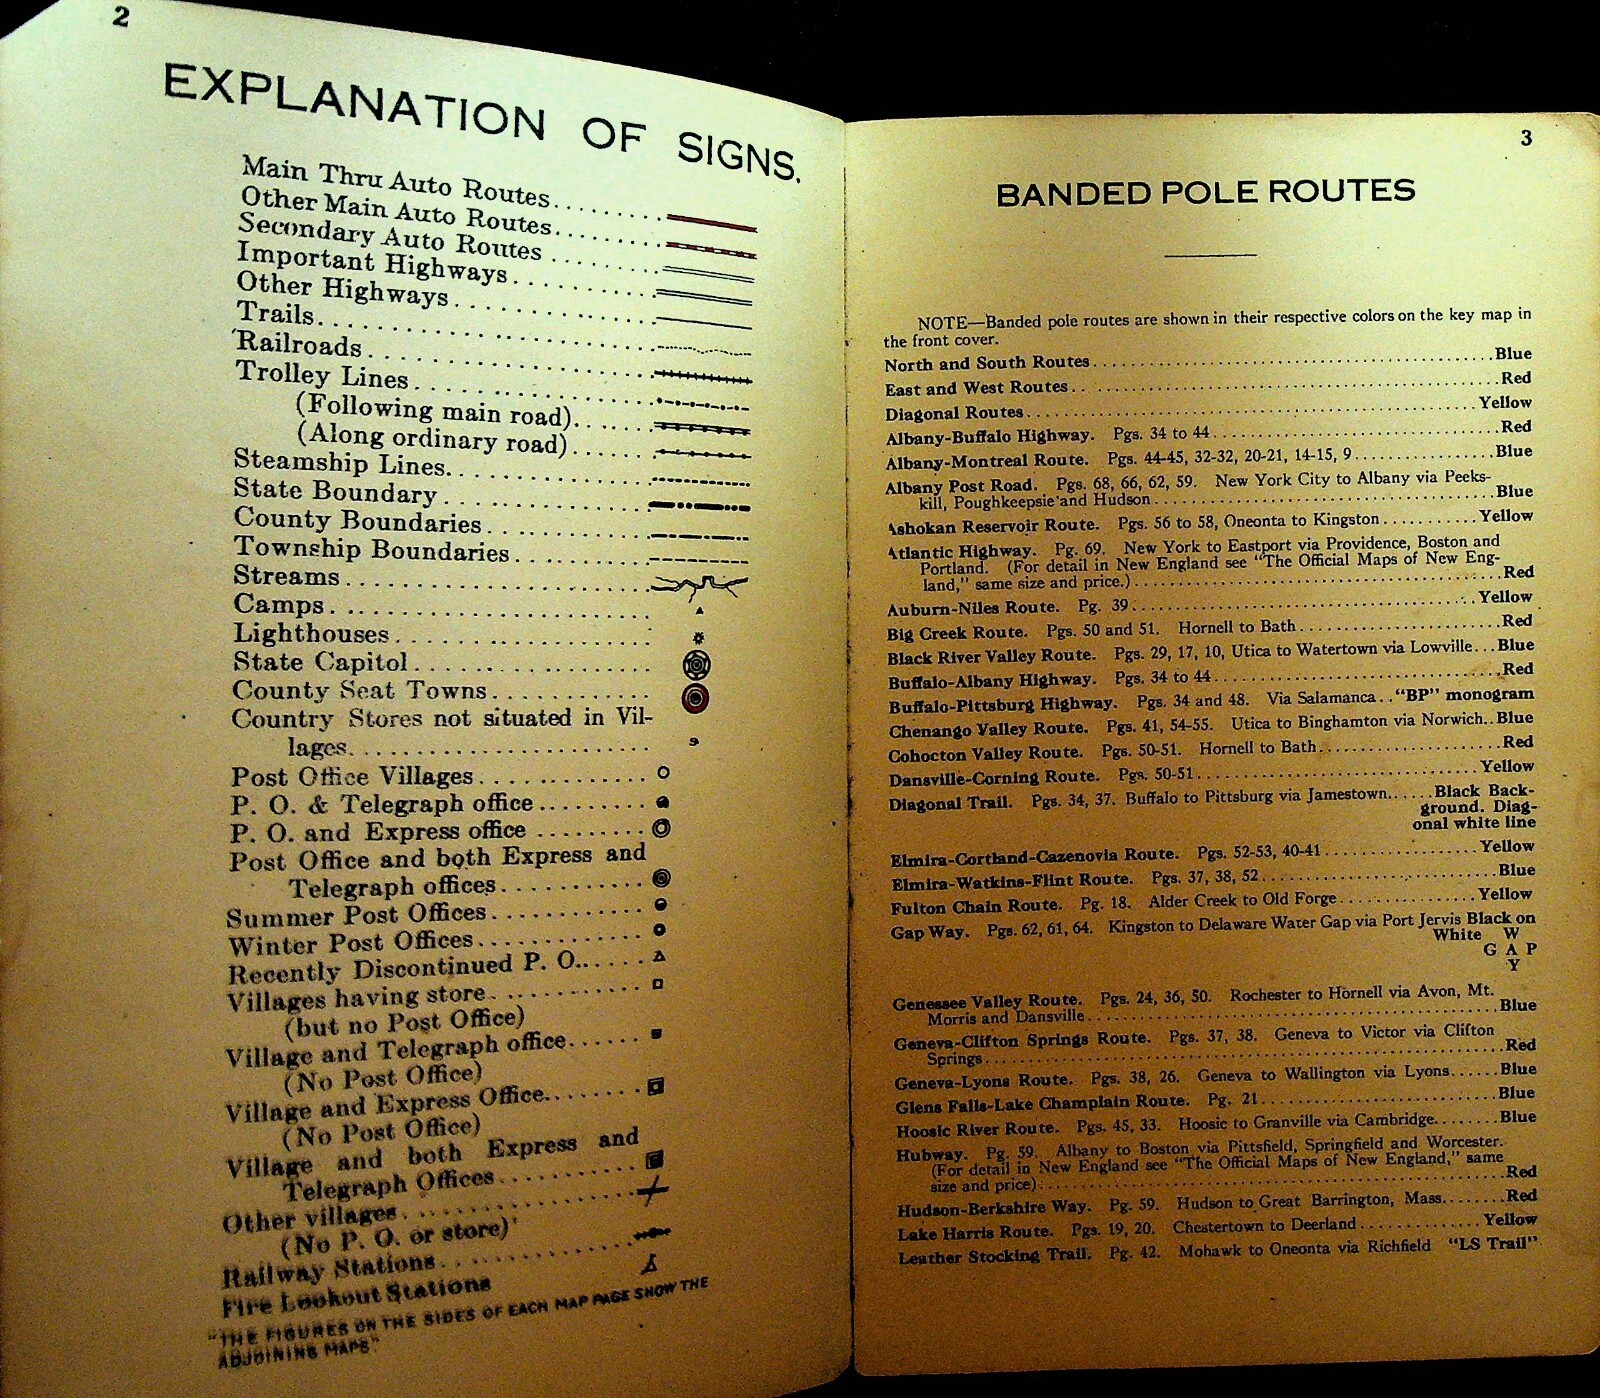 2
EXPLANATION OF SIGNS.
Main Thru Auto Routes.........
Other Main Auto Routes.........
Secondary Auto Routes.........
Important Highways............
Other Highways................
Trails.........................
Railroads......................
Trolley Lines..................
(Following main road)......
(Along ordinary road)......
Steamship Lines...............
State Boundary................
County Boundaries.............
Township Boundaries...........
Streams........................
Camps..........................
Lighthouses....................
State Capitol..................
County Seat Towns.............
Country Stores not situated in Vil-
lages..........................
Post Office Villages............
P. O. & Telegraph office.........
P. O. and Express office.........
Post Office and both Express and
Telegraph offices............
Summer Post Offices............
Winter Post Offices.............
Recently Discontinued P. O......
Villages having store............
(but no Post Office)
Village and Telegraph office......
(No Post Office)
Village and Express Office........
(No Post Office)
Village and both Express and
Telegraph Offices............
Other villages..................
(No P. O. or store)
Railway Stations...............
Fire Lookout Stations
"THE FIGURES ON THE SIDES OF EACH MAP PAGE SHOW THE
ADJOINING MAPS"
3
BANDED POLE ROUTES
NOTE—Banded pole routes are shown in their respective colors on the key map in
the front cover.
North and South Routes........Blue
East and West Routes........Red
Diagonal Routes........Yellow
Albany-Buffalo Highway. Pgs. 34 to 44........Red
Albany-Montreal Route. Pgs. 44-45, 32-32, 20-21, 14-15, 9........Blue
Albany Post Road. Pgs. 68, 66, 62, 59. New York City to Albany via Peeks-
kill, Poughkeepsie and Hudson........Blue
Ashokan Reservoir Route. Pgs. 56 to 58, Oneonta to Kingston........Yellow
Atlantic Highway. Pg. 69. New York to Eastport via Providence, Boston and
Portland. (For detail in New England see "The Official Maps of New Eng-
land," same size and price.)........Red
Auburn-Niles Route. Pg. 39........Yellow
Big Creek Route. Pgs. 50 and 51. Hornell to Bath........Red
Black River Valley Route. Pgs. 29, 17, 10, Utica to Watertown via Lowville...Blue
Buffalo-Albany Highway. Pgs. 34 to 44........Red
Buffalo-Pittsburg Highway. Pgs. 34 and 48. Via Salamanca.."BP" monogram
Chenango Valley Route. Pgs. 41, 54-55. Utica to Binghamton via Norwich..Blue
Cohocton Valley Route. Pgs. 50-51. Hornell to Bath........Red
Dansville-Corning Route. Pgs. 50-51........Yellow
Diagonal Trail. Pgs. 34, 37. Buffalo to Pittsburg via Jamestown......Black Back-
ground. Diag-
onal white line
Elmira-Cortland-Cazenovia Route. Pgs. 52-53, 40-41........Yellow
Elmira-Watkins-Flint Route. Pgs. 37, 38, 52........Blue
Fulton Chain Route. Pg. 18. Alder Creek to Old Forge........Yellow
Gap Way. Pgs. 62, 61, 64. Kingston to Delaware Water Gap via Port Jervis Black on
White W
G A P
Y
Genessee Valley Route. Pgs. 24, 36, 50. Rochester to Hornell via Avon, Mt.
Morris and Dansville........Blue
Geneva-Clifton Springs Route. Pgs. 37, 38. Geneva to Victor via Clifton
Springs........Red
Geneva-Lyons Route. Pgs. 38, 26. Geneva to Wallington via Lyons......Blue
Glens Falls-Lake Champlain Route. Pg. 21........Blue
Hoosic River Route. Pgs. 45, 33. Hoosic to Granville via Cambridge........Blue
Hubway. Pg. 59. Albany to Boston via Pittsfield, Springfield and Worcester.
(For detail in New England see "The Official Maps of New England," same
size and price)........Red
Hudson-Berkshire Way. Pg. 59. Hudson to Great Barrington, Mass........Red
Lake Harris Route. Pgs. 19, 20. Chestertown to Deerland........Yellow
Leather Stocking Trail. Pg. 42. Mohawk to Oneonta via Richfield "LS Trail"